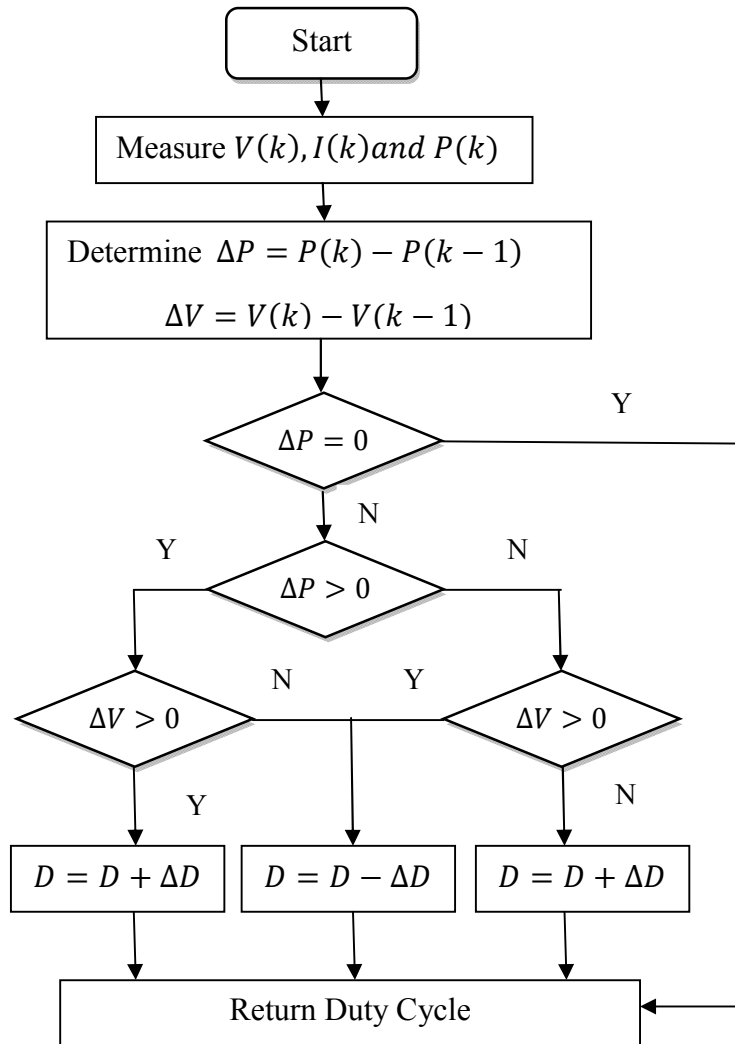 Start
Measure V(k), I(k)and P(k)
Determine ΔP = P(k) − P(k − 1)
ΔV = V(k) − V(k − 1)
Y
ΔP = 0
N
Y
N
ΔP > 0
N
Y
ΔV > 0
ΔV > 0
Y
N
D = D + ΔD
D = D − ΔD
D = D + ΔD
Return Duty Cycle